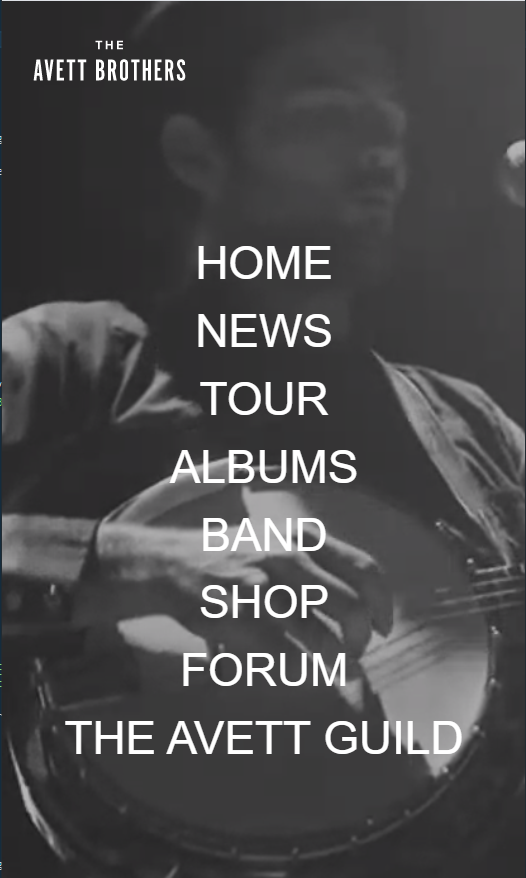 THE
AVETT BROTHERS
HOME
NEWS
TOUR
ALBUMS
BAND
SHOP
FORUM
THE AVETT GUILD